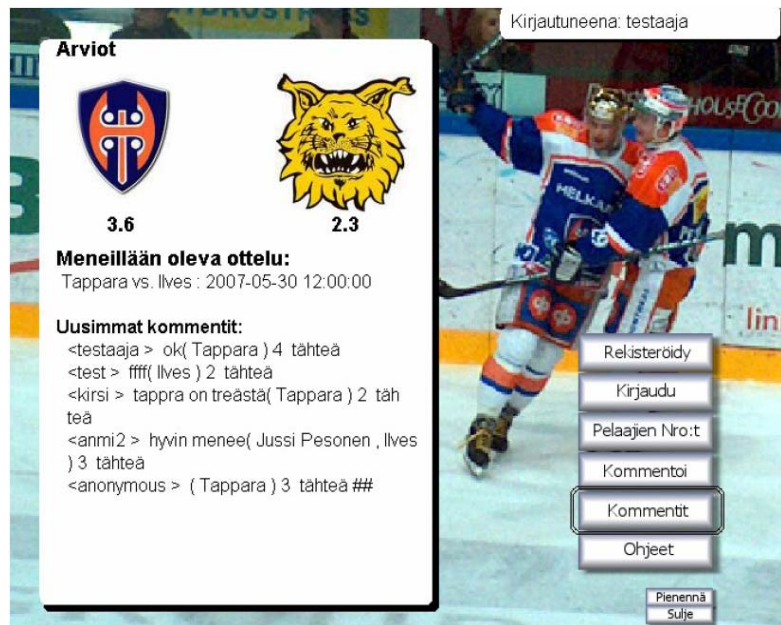 Kirjautuneena: testaaja
Arviot
3.6
2.3
Meneillään oleva ottelu:
Tappara vs. Ilves : 2007-05-30 12:00:00
Uusimmat kommentit:
<testaaja > ok( Tappara ) 4 tähteä
<test > ffff( Ilves ) 2 tähteä
<kirsi > tappra on treästä( Tappara ) 2 täh
teä
<anmi2 > hyvin menee( Jussi Pesonen , Ilves
) 3 tähteä
<anonymous > ( Tappara ) 3 tähteä ##
HELKA
lin
Rekisteröidy
Kirjaudu
Pelaajien Nro:t
Kommentoi
Kommentit
Ohjeet
Pienennä
Sulje